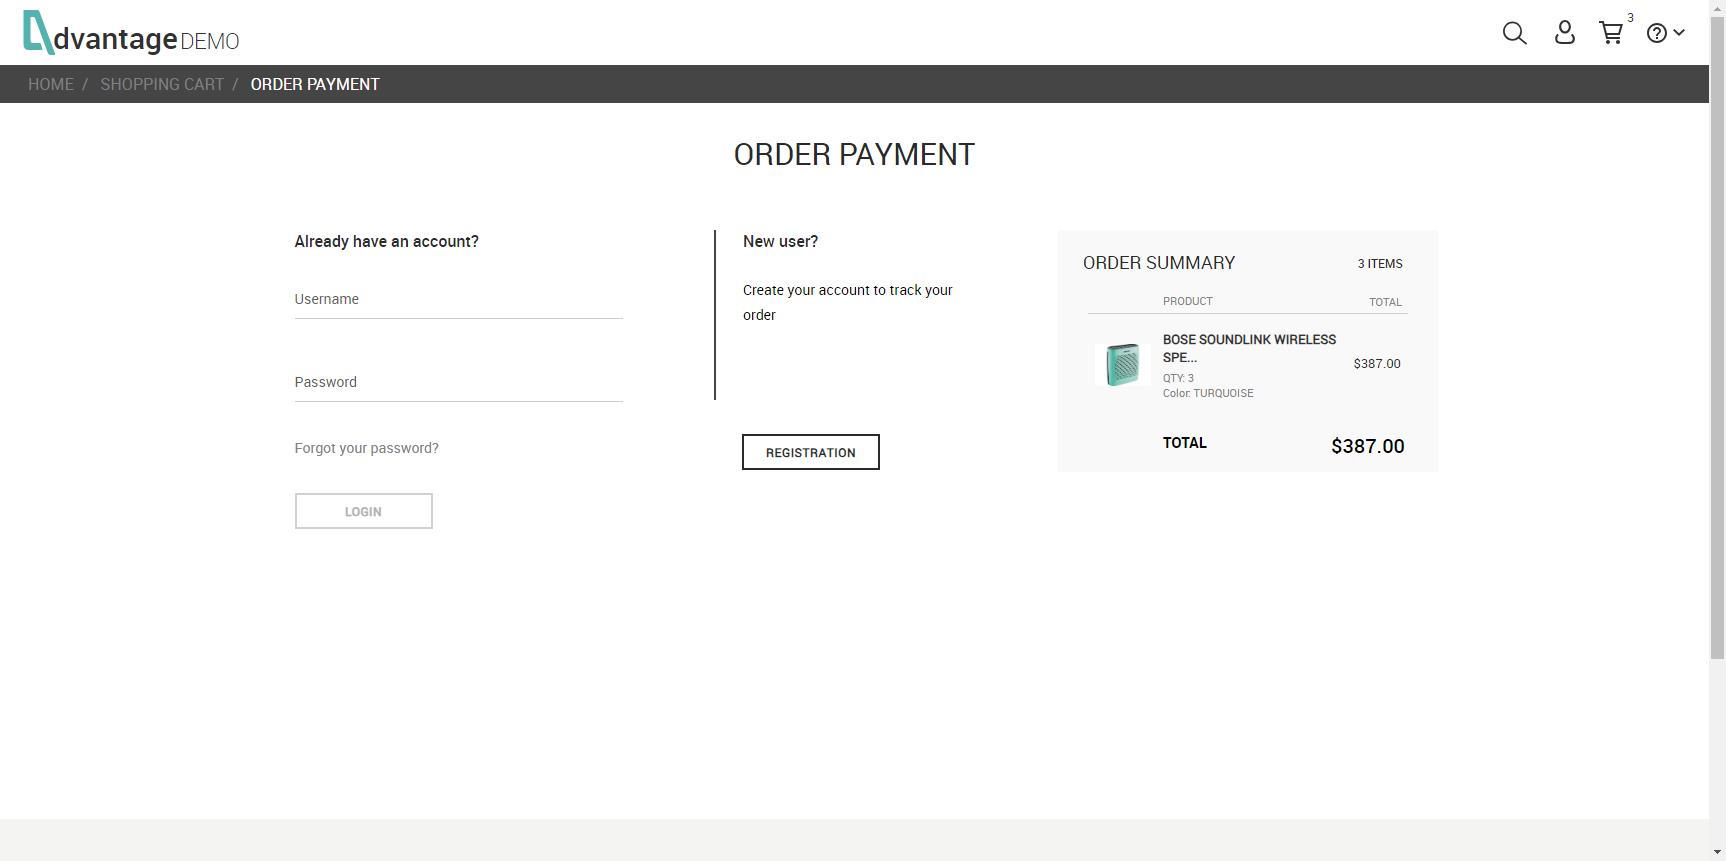 dvantage DEMO
3
HOME / SHOPPING CART / ORDER PAYMENT
ORDER PAYMENT
Already have an account?
Username
Password
Forgot your password?
LOGIN
New user?
Create your account to track your
order
REGISTRATION
ORDER SUMMARY 3 ITEMS
PRODUCT TOTAL
BOSE SOUNDLINK WIRELESS
SPE...
$387.00
QTY: 3
Color: TURQUOISE
TOTAL $387.00